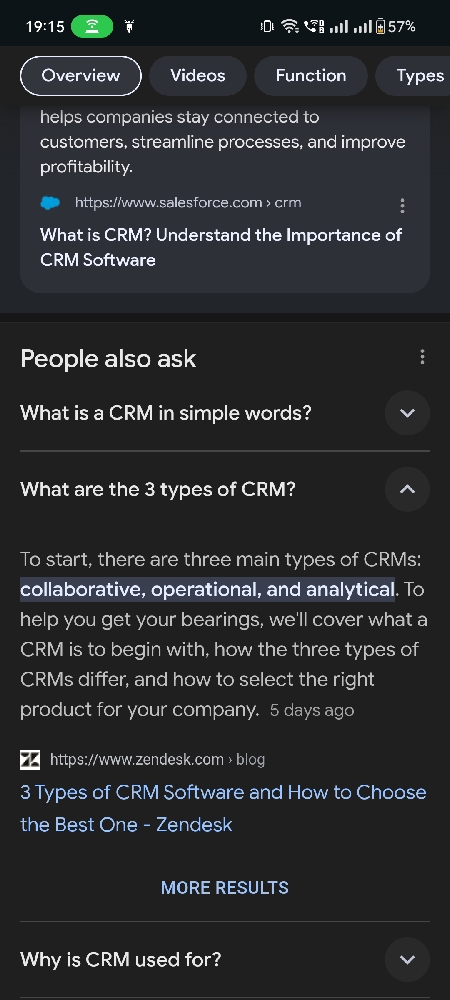 19:15
57%
Overview
Videos
Function
Types
helps companies stay connected to
customers, streamline processes, and improve
profitability.
https://www.salesforce.com › crm
What is CRM? Understand the Importance of
CRM Software
People also ask
What is a CRM in simple words?
What are the 3 types of CRM?
To start, there are three main types of CRMs:
collaborative, operational, and analytical. To
help you get your bearings, we'll cover what a
CRM is to begin with, how the three types of
CRMs differ, and how to select the right
product for your company. 5 days ago
https://www.zendesk.com › blog
3 Types of CRM Software and How to Choose
the Best One - Zendesk
MORE RESULTS
Why is CRM used for?